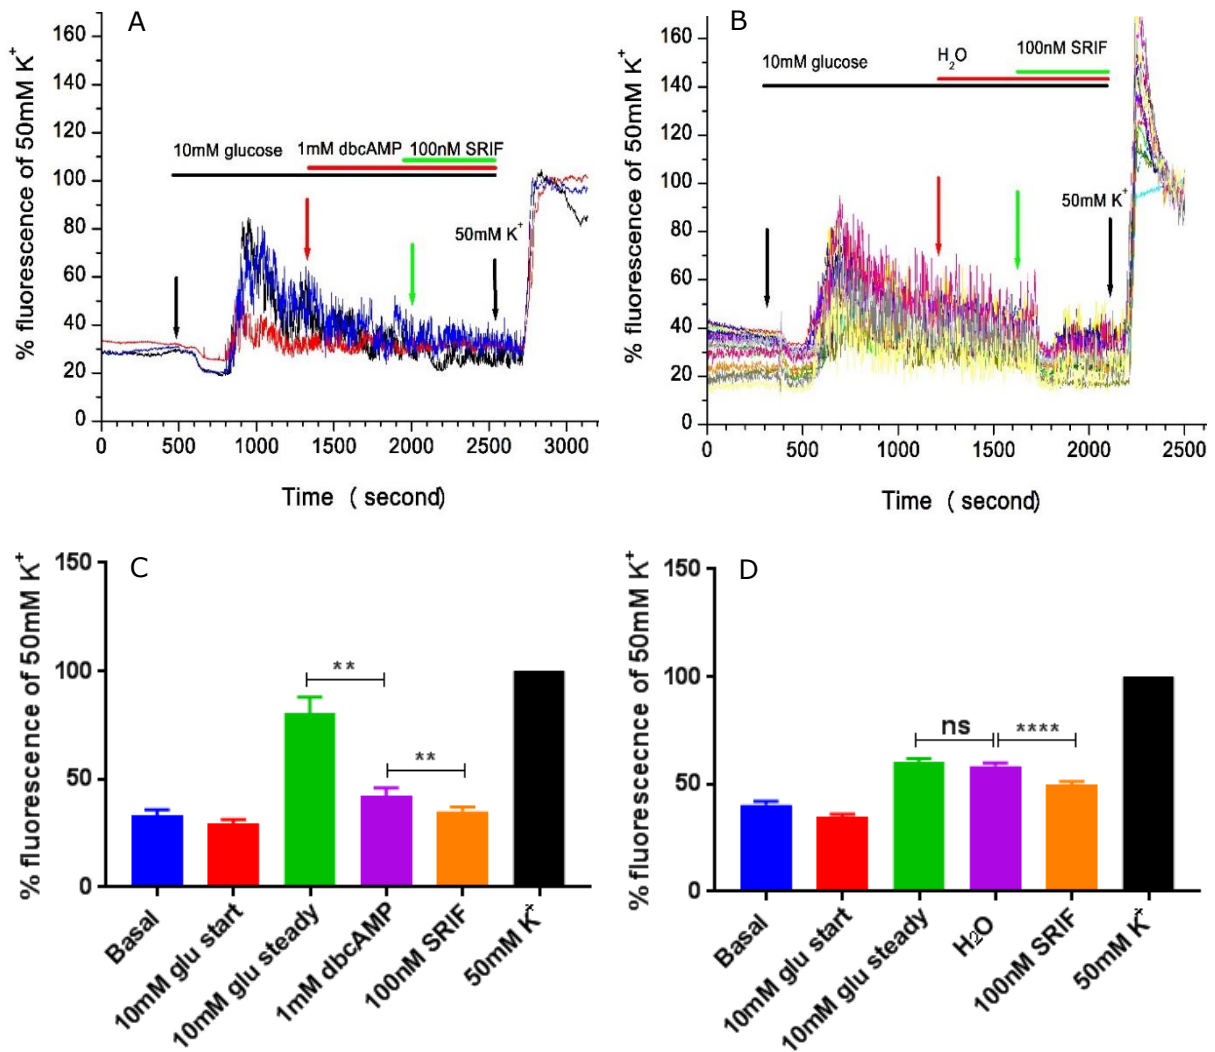 A
% fluorescence of 50mM K+
160
140
120
100
80
60
40
20
0
10mM glucose
1mM dbcAMP
100nM SRIF
50mM K+
0 500 1000 1500 2000 2500 3000
Time ( second)
B
% fluorescence of 50mM K+
160
140
120
100
80
60
40
20
0
10mM glucose
H2O
100nM SRIF
50mM K+
0 500 1000 1500 2000 2500
Time ( second)
C
% fluorescence of 50mM K+
150
100
50
0
**
**
Basal
10mM glu start
10mM glu steady
1mM dbcAMP
100nM SRIF
50mM K+
D
% fluoresecnce of 50mM K+
150
100
50
0
ns
****
Basal
10mM glu start
10mM glu steady
H2O
100nM SRIF
50mM K+